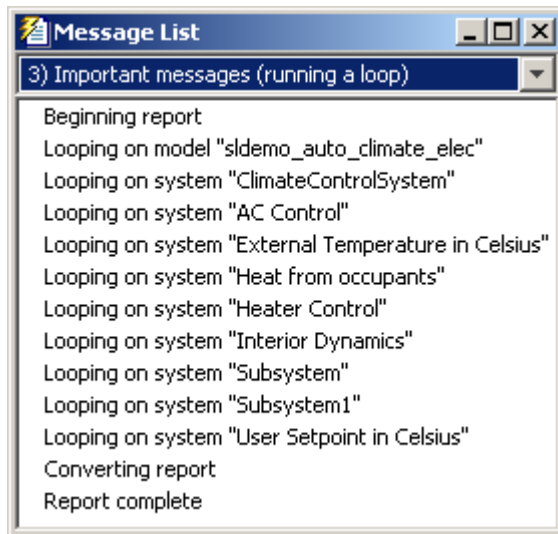 Message List
3) Important messages (running a loop)
Beginning report
Looping on model "sldemo_auto_climate_elec"
Looping on system "ClimateControlSystem"
Looping on system "AC Control"
Looping on system "External Temperature in Celsius"
Looping on system "Heat from occupants"
Looping on system "Heater Control"
Looping on system "Interior Dynamics"
Looping on system "Subsystem"
Looping on system "Subsystem1"
Looping on system "User Setpoint in Celsius"
Converting report
Report complete